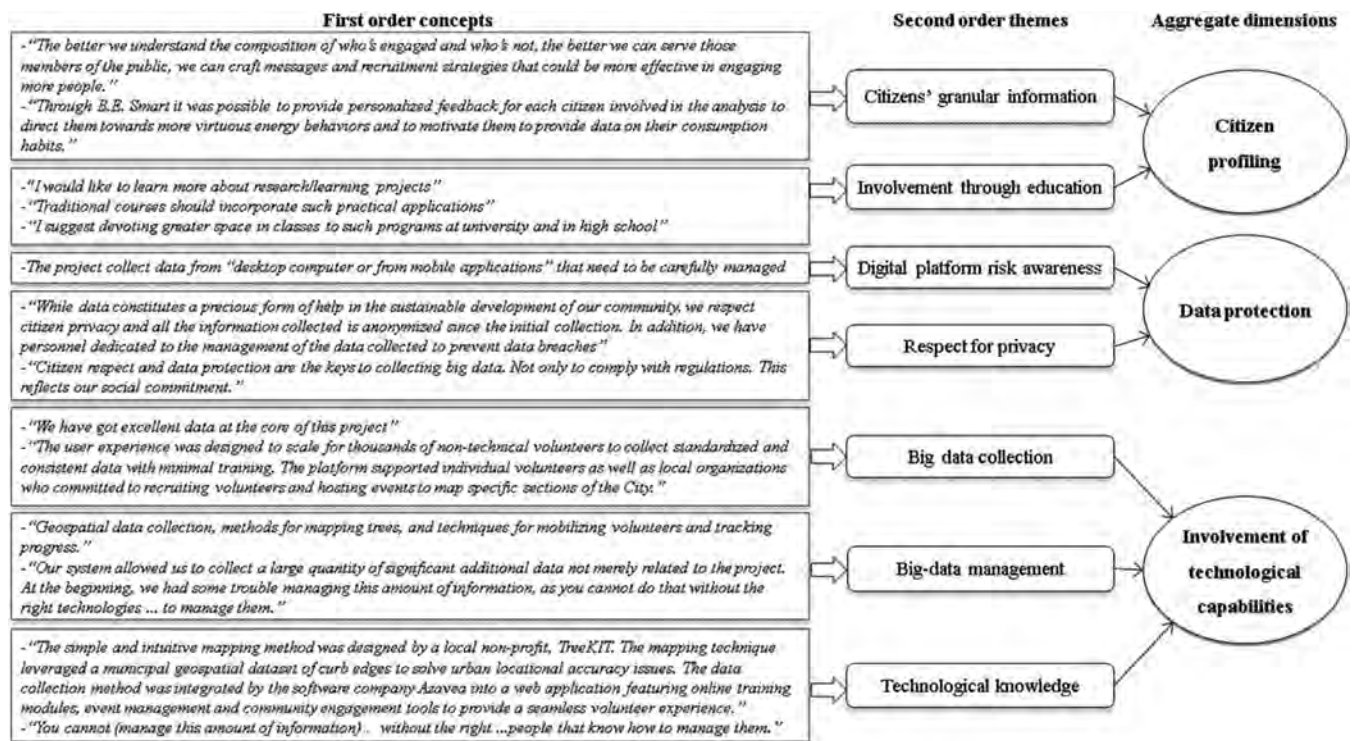 First order concepts
Second order themes
Aggregate dimensions
-“The better we understand the composition of who's engaged and who's not, the better we can serve those
members of the public, we can craft messages and recruitment strategies that could be more effective in engaging
more people.”
-“Through E.E. Smart it was possible to provide personalized feedback for each citizen involved in the analysis to
direct them towards more virtuous energy behaviors and to motivate them to provide data on their consumption
habits.”
Citizens’ granular information
Citizen
profiling
-“I would like to learn more about research/learning projects”
-“Traditional courses should incorporate such practical applications”
-“I suggest devoting greater space in classes to such programs at university and in high school”
Involvement through education
-The project collect data from “desktop computer or from mobile applications” that need to be carefully managed
Digital platform risk awareness
Data protection
-“While data constitutes a precious form of help in the sustainable development of our community, we respect
citizen privacy and all the information collected is anonymized since the initial collection. In addition, we have
personnel dedicated to the management of the data collected to prevent data breaches”
-“Citizen respect and data protection are the keys to collecting big data. Not only to comply with regulations. This
reflects our social commitment.”
Respect for privacy
-“We have got excellent data at the core of this project”
-“The user experience was designed to scale for thousands of non-technical volunteers to collect standardized and
consistent data with minimal training. The platform supported individual volunteers as well as local organizations
who committed to recruiting volunteers and hosting events to map specific sections of the City.”
Big data collection
-“Geospatial data collection, methods for mapping trees, and techniques for mobilizing volunteers and tracking
progress.”
-“Our system allowed us to collect a large quantity of significant additional data not merely related to the project.
At the beginning, we had some trouble managing this amount of information, as you cannot do that without the
right technologies ... to manage them.”
Big-data management
Involvement of
technological
capabilities
-“The simple and intuitive mapping method was designed by a local non-profit, TreeKIT. The mapping technique
leveraged a municipal geospatial dataset of curb edges to solve urban locational accuracy issues. The data
collection method was integrated by the software company Azavea into a web application featuring online training
modules, event management and community engagement tools to provide a seamless volunteer experience.”
-“You cannot (manage this amount of information) .. without the right ...people that know how to manage them.”
Technological knowledge